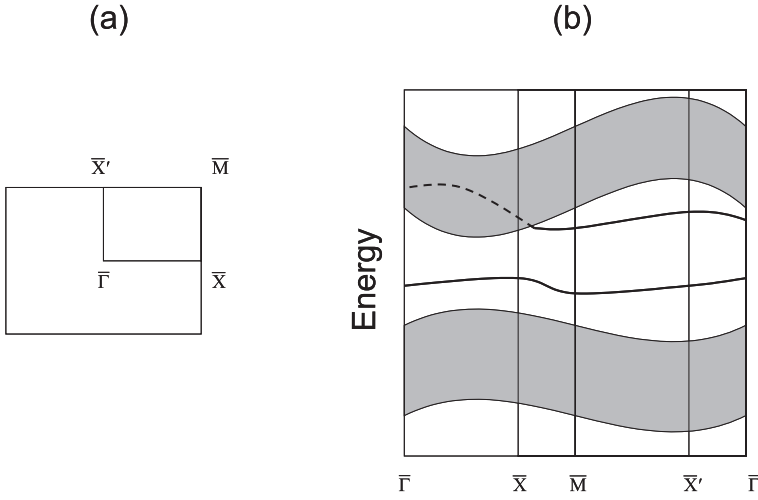 (a)
X̅′ M̅
Γ̅ X̅
(b)
Energy
Γ̅ X̅ M̅ X̅′ Γ̅